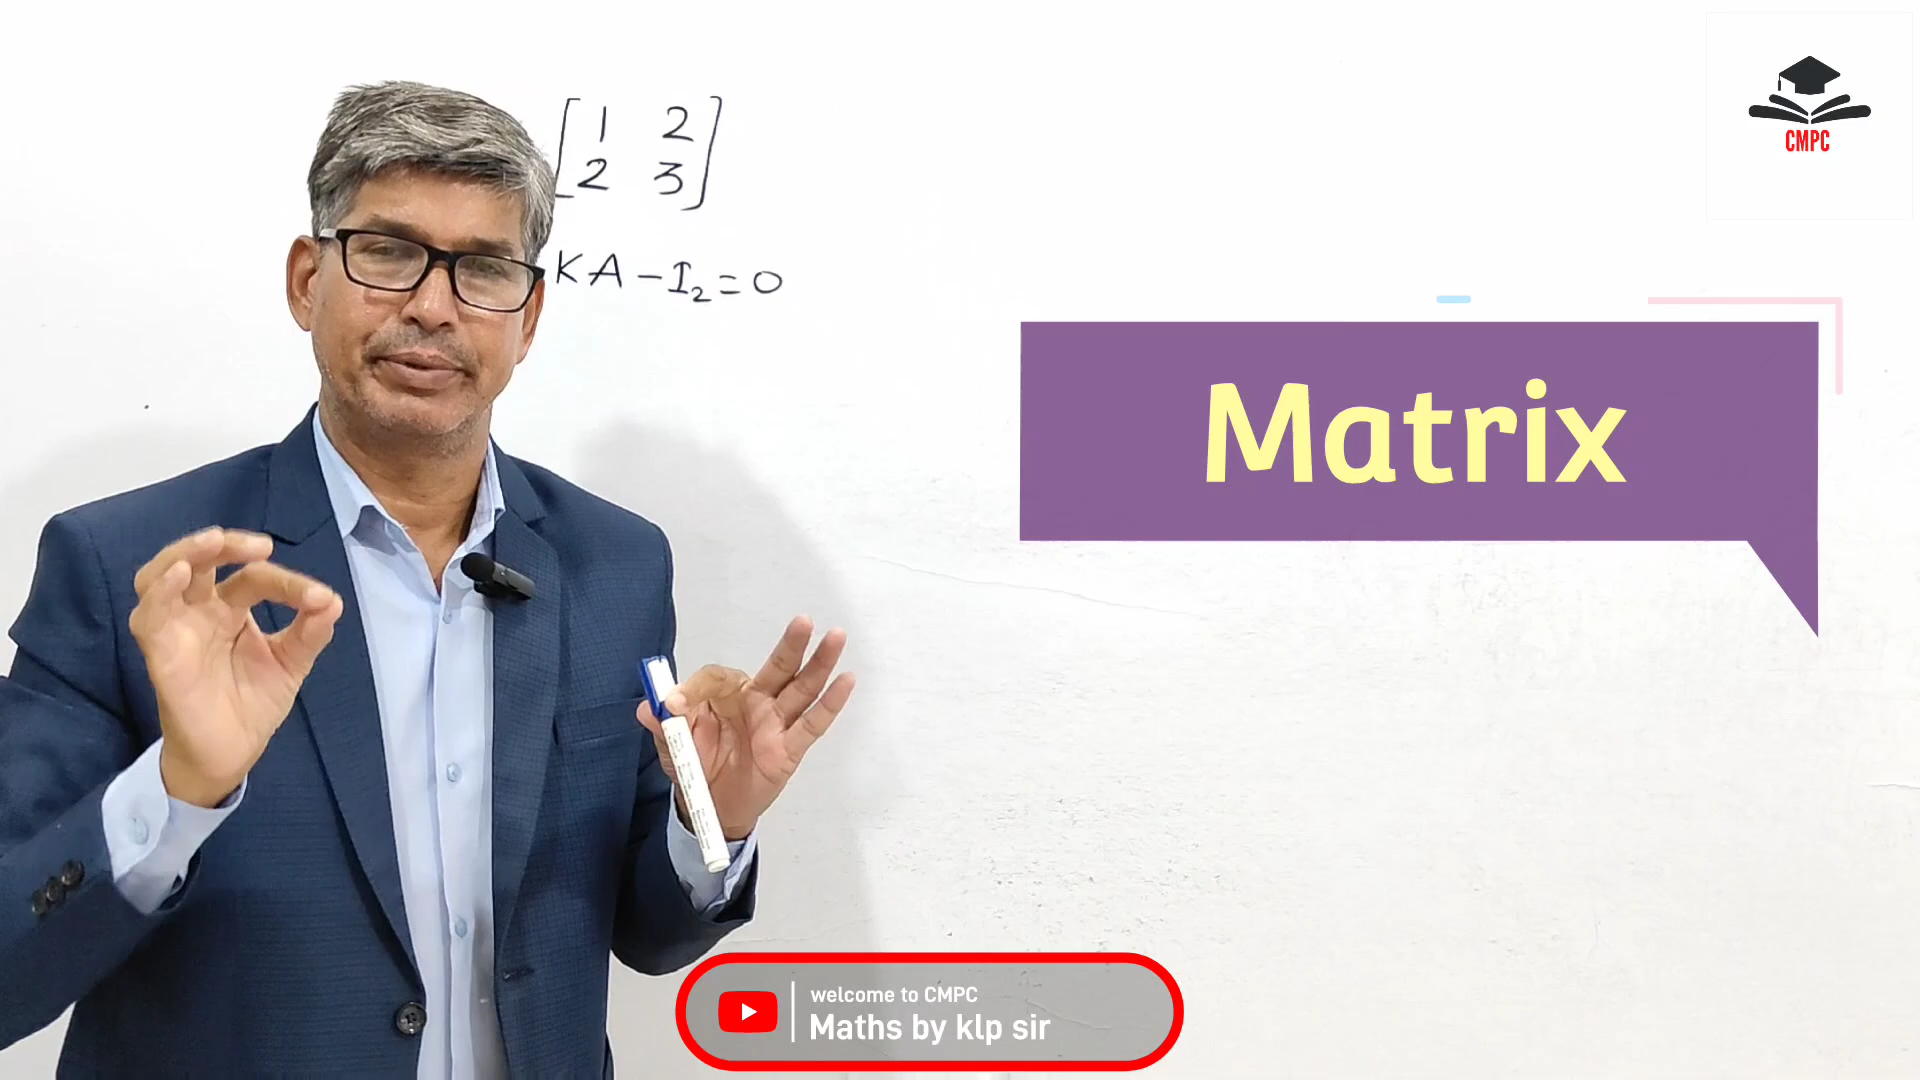 1 2
2 3
KA - I₂ = 0
CMPC
Matrix
welcome to CMPC
Maths by klp sir